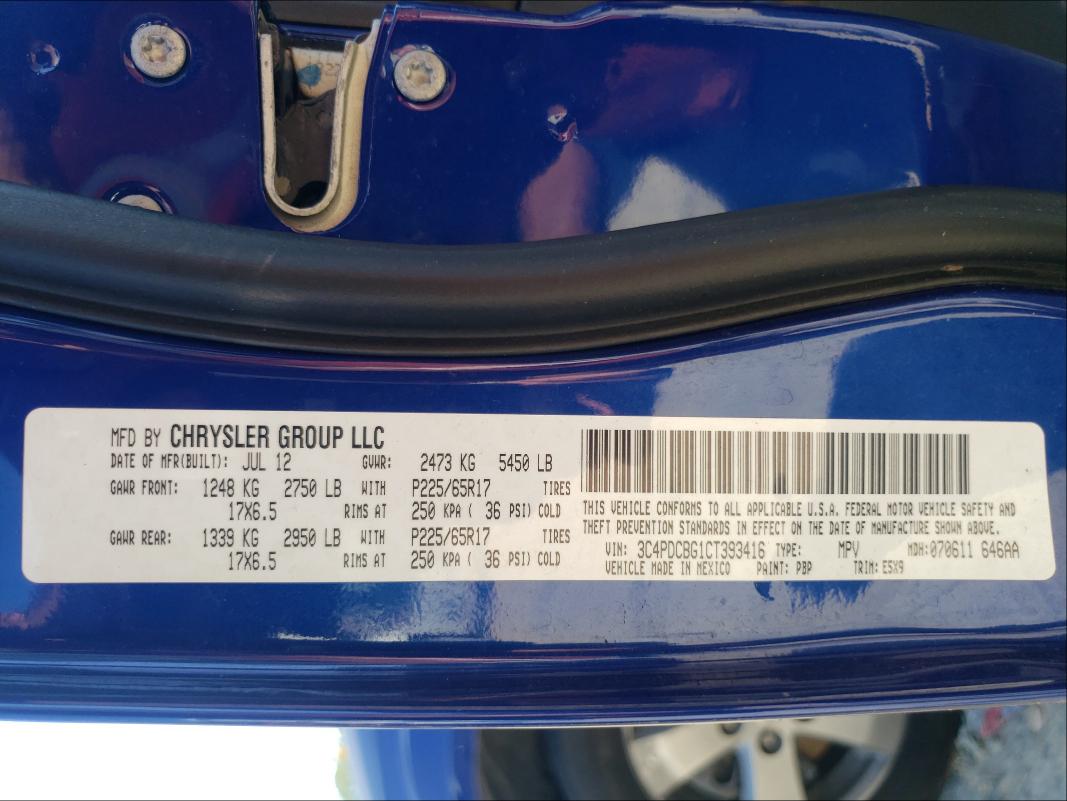 MFD BY CHRYSLER GROUP LLC
DATE OF MFR(BUILT): JUL 12 GVWR: 2473 KG 5450 LB
GAWR FRONT: 1248 KG 2750 LB WITH P225/65R17 TIRES
17X6.5 RIMS AT 250 KPA ( 36 PSI) COLD
GAWR REAR: 1339 KG 2950 LB WITH P225/65R17 TIRES
17X6.5 RIMS AT 250 KPA ( 36 PSI) COLD
THIS VEHICLE CONFORMS TO ALL APPLICABLE U.S.A. FEDERAL MOTOR VEHICLE SAFETY AND
THEFT PREVENTION STANDARDS IN EFFECT ON THE DATE OF MANUFACTURE SHOWN ABOVE.
VIN: 3C4PDCBG1CT393416 TYPE: MPV MDH: 070611 646AA
VEHICLE MADE IN MEXICO PAINT: PBP TRIM: E5X9